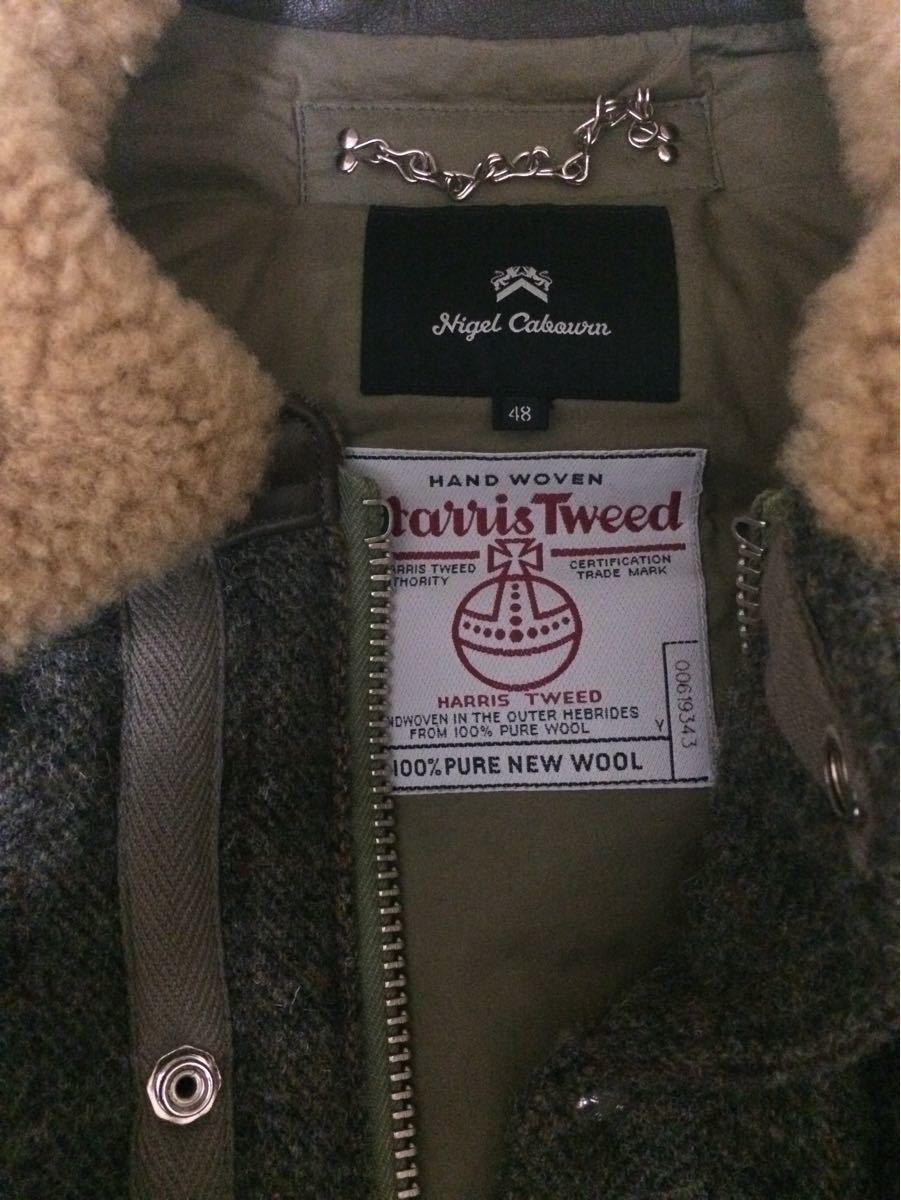 Nigel Cabourn
48
HAND WOVEN
Harris Tweed
HARRIS TWEED
AUTHORITY
CERTIFICATION
TRADE MARK
HARRIS TWEED
HANDWOVEN IN THE OUTER HEBRIDES
FROM 100% PURE WOOL
Y
00619343
100% PURE NEW WOOL